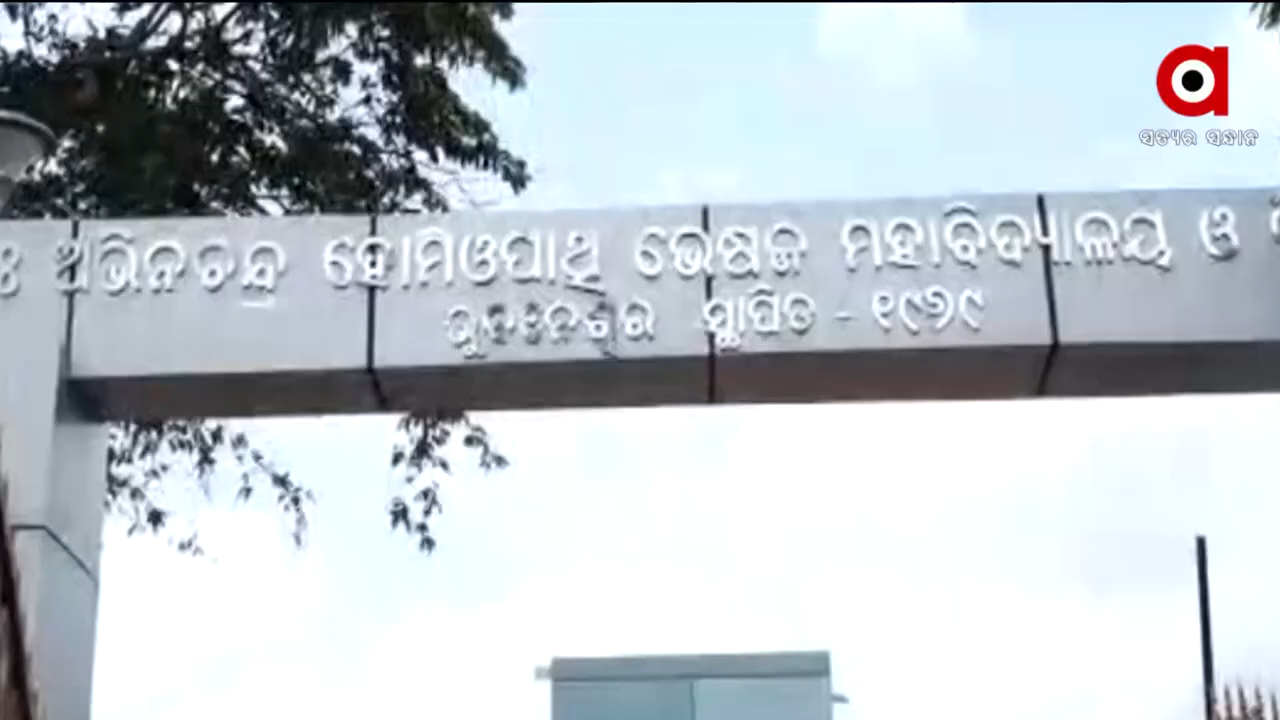 ସତ୍ୟର ସନ୍ଧାନ
ଅଭିନଚନ୍ଦ୍ର ହୋମିଓପାଥି ଭେଷଜ ମହାବିଦ୍ୟାଳୟ ଓ
ଭୁବନେଶ୍ୱର ସ୍ଥାପିତ - ୧୯୬୯